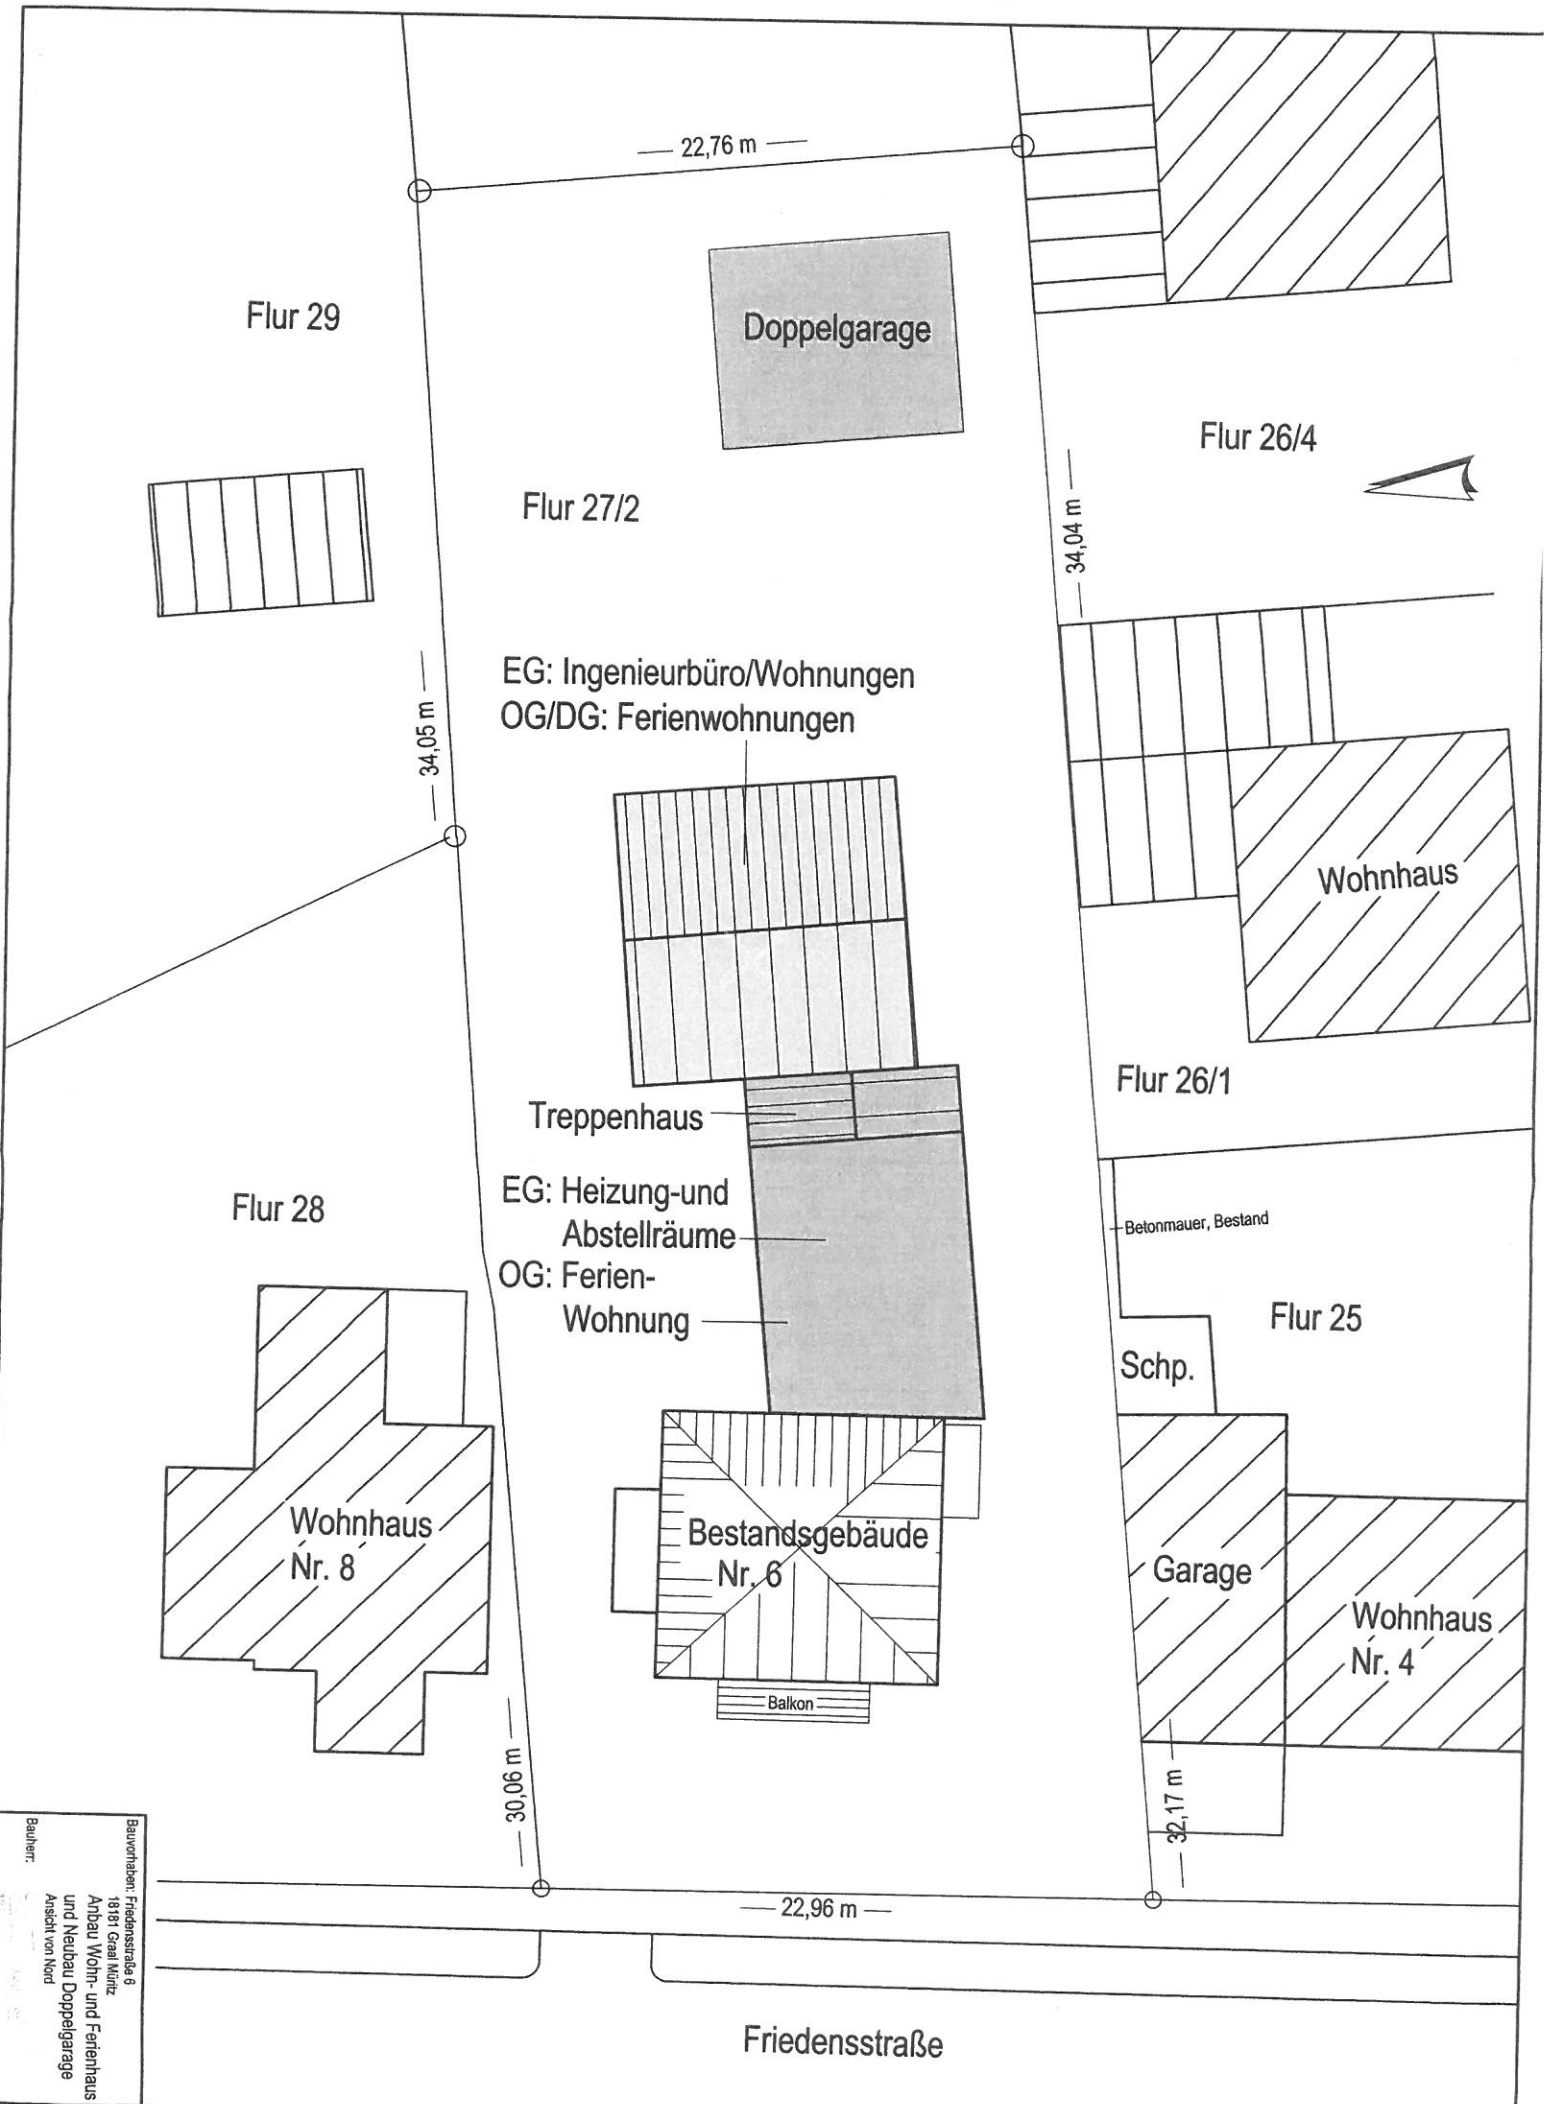 22,76 m
Flur 29
Doppelgarage
Flur 26/4
Flur 27/2
34,04 m
EG: Ingenieurbüro/Wohnungen
OG/DG: Ferienwohnungen
34,05 m
Wohnhaus
Flur 26/1
Treppenhaus
EG: Heizung-und
Abstellräume
OG: Ferien-
Wohnung
Flur 28
Betonmauer, Bestand
Flur 25
Schp.
Wohnhaus
Nr. 8
Bestandsgebäude
Nr. 6
Garage
Wohnhaus
Nr. 4
Balkon
30,06 m
32,17 m
22,96 m
Friedensstraße
Bauvorhaben: Friedensstraße 6
18181 Graal Müritz
Anbau Wohn- und Ferienhaus
und Neubau Doppelgarage
Ansicht von Nord
Bauherr: